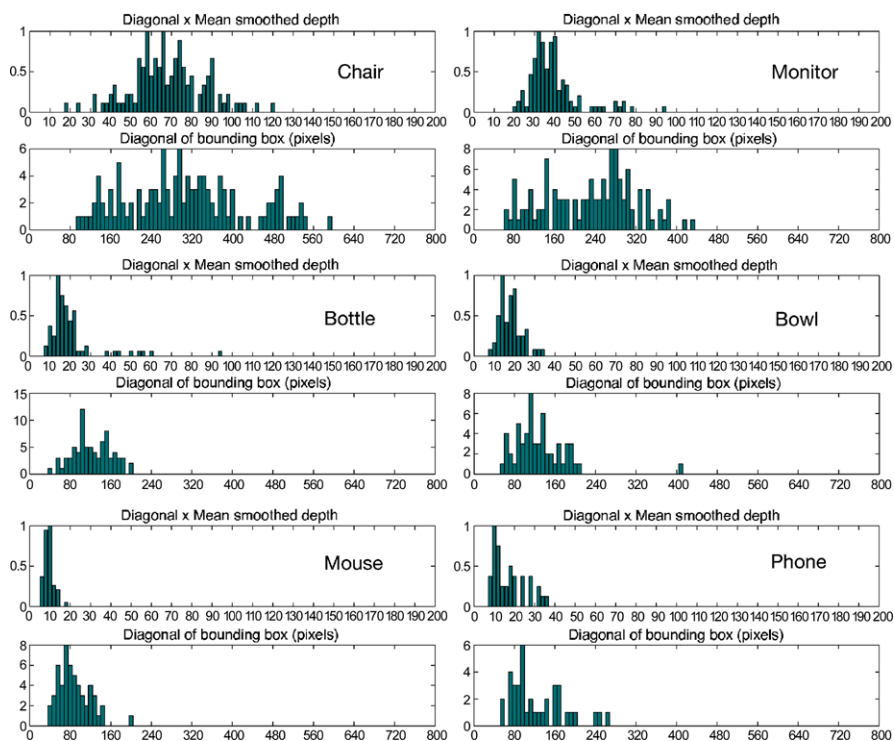 Diagonal x Mean smoothed depth
1
0.5
0
Chair
0 10 20 30 40 50 60 70 80 90 100 110 120 130 140 150 160 170 180 190 200
Diagonal of bounding box (pixels)
6
4
2
0
0 80 160 240 320 400 480 560 640 720 800
Diagonal x Mean smoothed depth
1
0.5
0
Monitor
0 10 20 30 40 50 60 70 80 90 100 110 120 130 140 150 160 170 180 190 200
Diagonal of bounding box (pixels)
8
6
4
2
0
0 80 160 240 320 400 480 560 640 720 800
Diagonal x Mean smoothed depth
1
0.5
0
Bottle
0 10 20 30 40 50 60 70 80 90 100 110 120 130 140 150 160 170 180 190 200
Diagonal of bounding box (pixels)
15
10
5
0
0 80 160 240 320 400 480 560 640 720 800
Diagonal x Mean smoothed depth
1
0.5
0
Bowl
0 10 20 30 40 50 60 70 80 90 100 110 120 130 140 150 160 170 180 190 200
Diagonal of bounding box (pixels)
8
6
4
2
0
0 80 160 240 320 400 480 560 640 720 800
Diagonal x Mean smoothed depth
1
0.5
0
Mouse
0 10 20 30 40 50 60 70 80 90 100 110 120 130 140 150 160 170 180 190 200
Diagonal of bounding box (pixels)
8
6
4
2
0
0 80 160 240 320 400 480 560 640 720 800
Diagonal x Mean smoothed depth
1
0.5
0
Phone
0 10 20 30 40 50 60 70 80 90 100 110 120 130 140 150 160 170 180 190 200
Diagonal of bounding box (pixels)
6
4
2
0
0 80 160 240 320 400 480 560 640 720 800